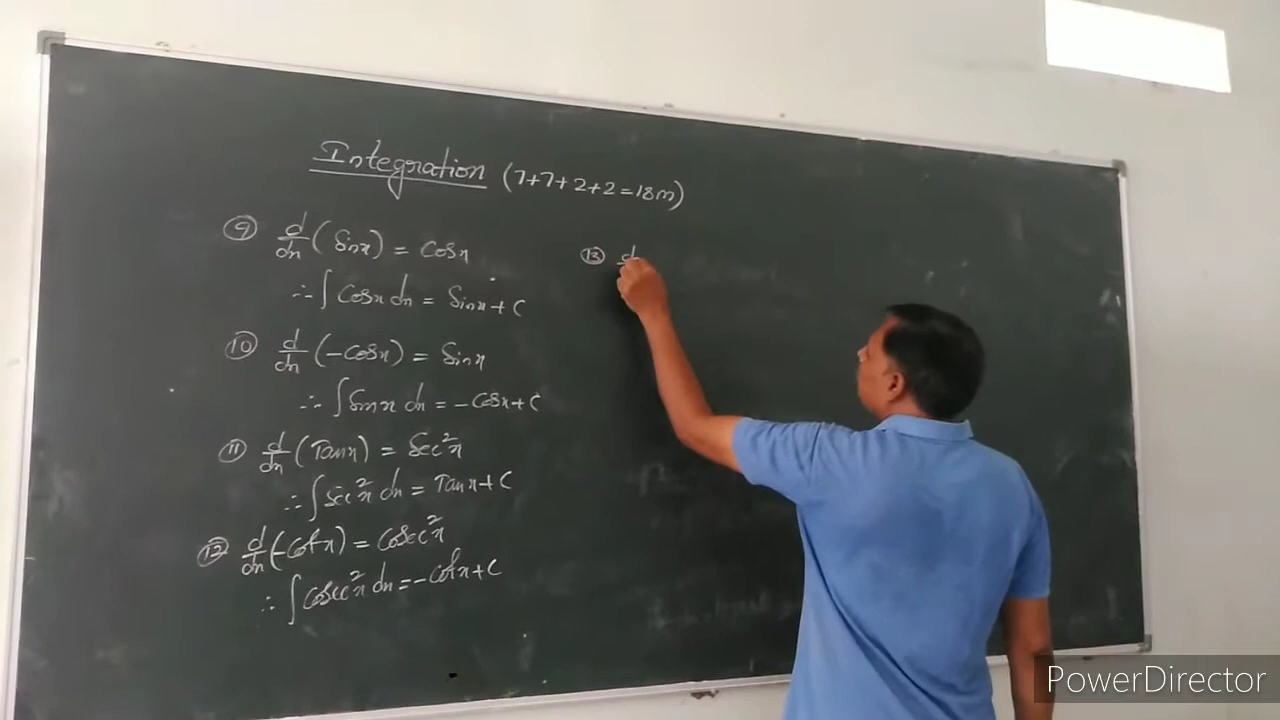 Integration (7+7+2+2=18m)
⑨ d/dx (Sinx) = Cosx
∴ ∫ Cosx dx = Sinx + C
⑩ d/dx (-Cosx) = Sinx
∴ ∫ Sinx dx = -Cosx + C
⑪ d/dx (Tanx) = Sec²x
∴ ∫ Sec²x dx = Tanx + C
⑫ d/dx (-Cotx) = Cosec²x
∴ ∫ Cosec²x dx = -Cotx + C
⑬ d
PowerDirector